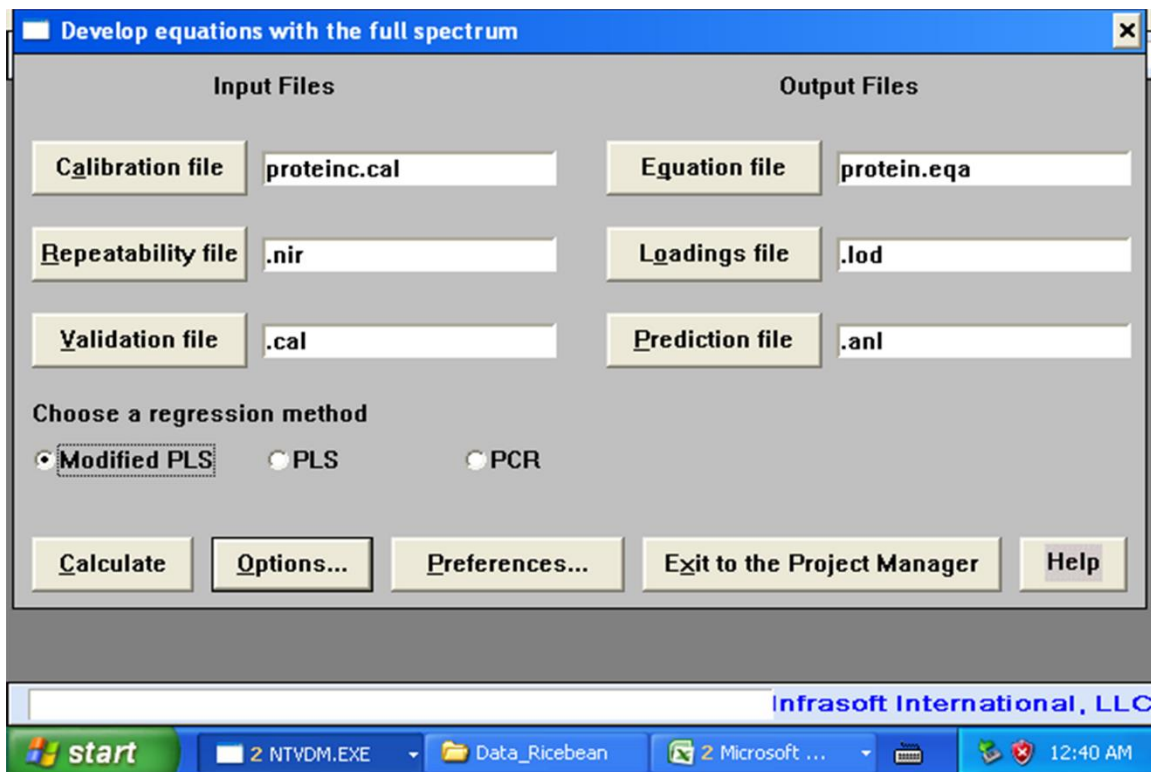 Develop equations with the full spectrum
Input Files
Output Files
Calibration file
proteinc.cal
Equation file
protein.eqa
Repeatability file
.nir
Loadings file
.lod
Validation file
.cal
Prediction file
.anl
Choose a regression method
Modified PLS
PLS
PCR
Calculate
Options...
Preferences...
Exit to the Project Manager
Help
Infrasoft International, LLC
start
2 NTVDM.EXE
Data_Ricebean
2 Microsoft ...
12:40 AM